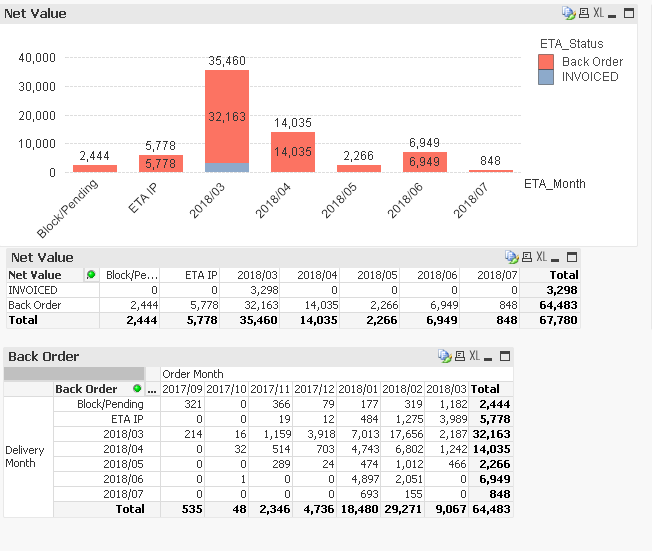 Net Value XL
ETA_Status
Back Order
INVOICED
40,000
30,000
20,000
10,000
0
2,444
5,778
5,778
35,460
32,163
14,035
14,035
2,266
6,949
6,949
848
Block/Pending
ETA IP
2018/03
2018/04
2018/05
2018/06
2018/07
ETA_Month
Net Value XL
Net Value Block/Pe... ETA IP 2018/03 2018/04 2018/05 2018/06 2018/07 Total
INVOICED 0 0 3,298 0 0 0 0 3,298
Back Order 2,444 5,778 32,163 14,035 2,266 6,949 848 64,483
Total 2,444 5,778 35,460 14,035 2,266 6,949 848 67,780
Back Order XL
Order Month
Back Order ... 2017/09 2017/10 2017/11 2017/12 2018/01 2018/02 2018/03 Total
Delivery Month
Block/Pending 321 0 366 79 177 319 1,182 2,444
ETA IP 0 0 19 12 484 1,275 3,989 5,778
2018/03 214 16 1,159 3,918 7,013 17,656 2,187 32,163
2018/04 0 32 514 703 4,743 6,802 1,242 14,035
2018/05 0 0 289 24 474 1,012 466 2,266
2018/06 0 1 0 0 4,897 2,051 0 6,949
2018/07 0 0 0 0 693 155 0 848
Total 535 48 2,346 4,736 18,480 29,271 9,067 64,483